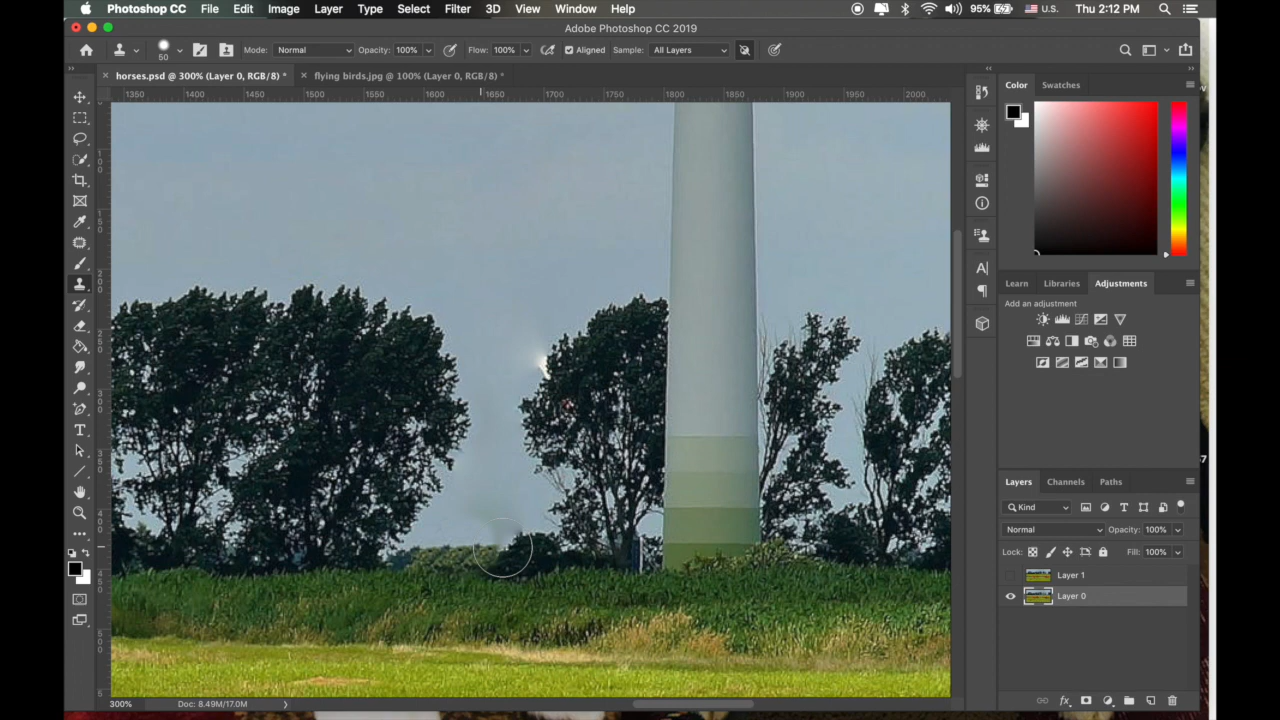 Photoshop CC File Edit Image Layer Type Select Filter 3D View Window Help 95% U.S. Thu 2:12 PM
Adobe Photoshop CC 2019
50 Mode: Normal Opacity: 100% Flow: 100% Aligned Sample: All Layers
horses.psd @ 300% (Layer 0, RGB/8) * flying birds.jpg @ 100% (Layer 0, RGB/8) *
Color Swatches
1350 1400 1450 1500 1550 1600 1650 1700 1750 1800 1850 1900 1950 2000
Learn Libraries Adjustments
Add an adjustment
Layers Channels Paths
Kind
Normal Opacity: 100%
Lock: Fill: 100%
Layer 1
Layer 0
300% Doc: 8.49M/17.0M